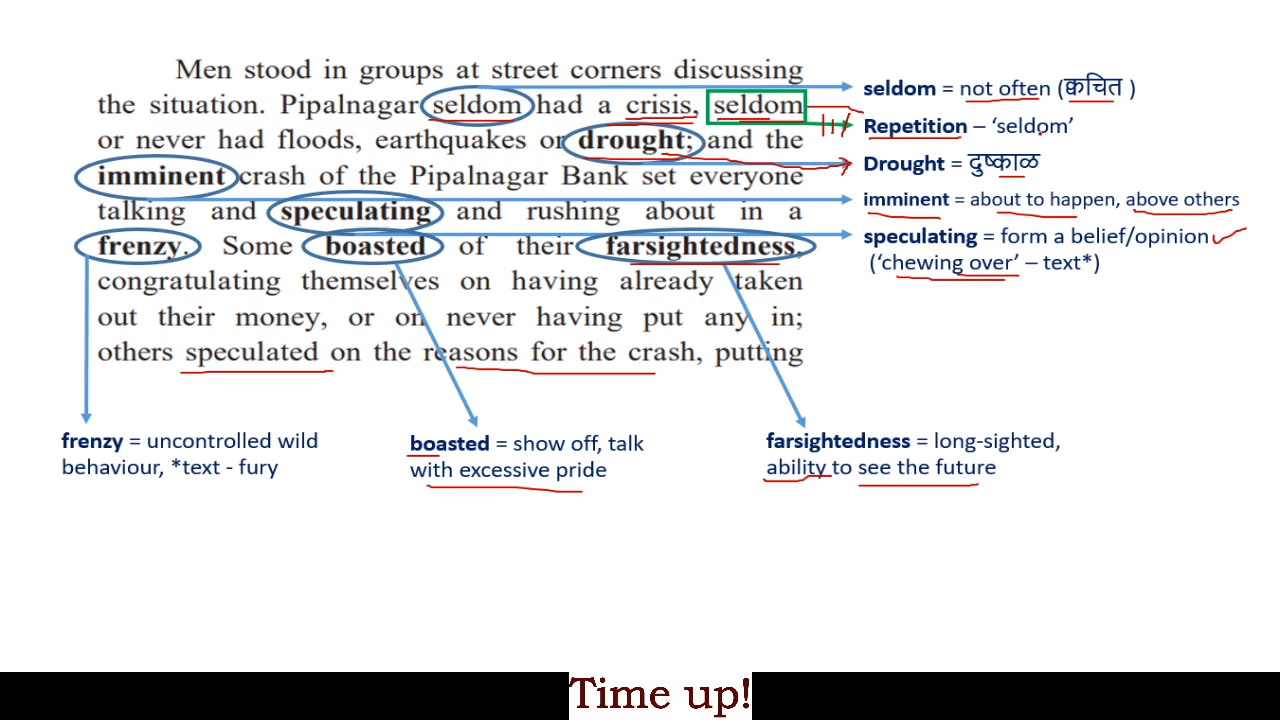 Men stood in groups at street corners discussing
the situation. Pipalnagar seldom had a crisis, seldom
or never had floods, earthquakes or drought; and the
imminent crash of the Pipalnagar Bank set everyone
talking and speculating and rushing about in a
frenzy. Some boasted of their farsightedness,
congratulating themselves on having already taken
out their money, or on never having put any in;
others speculated on the reasons for the crash, putting
seldom = not often (क्वचित )
Repetition – ‘seldom’
Drought = दुष्काळ
imminent = about to happen, above others
speculating = form a belief/opinion
(‘chewing over’ – text*)
frenzy = uncontrolled wild
behaviour, *text - fury
boasted = show off, talk
with excessive pride
farsightedness = long-sighted,
ability to see the future
Time up!